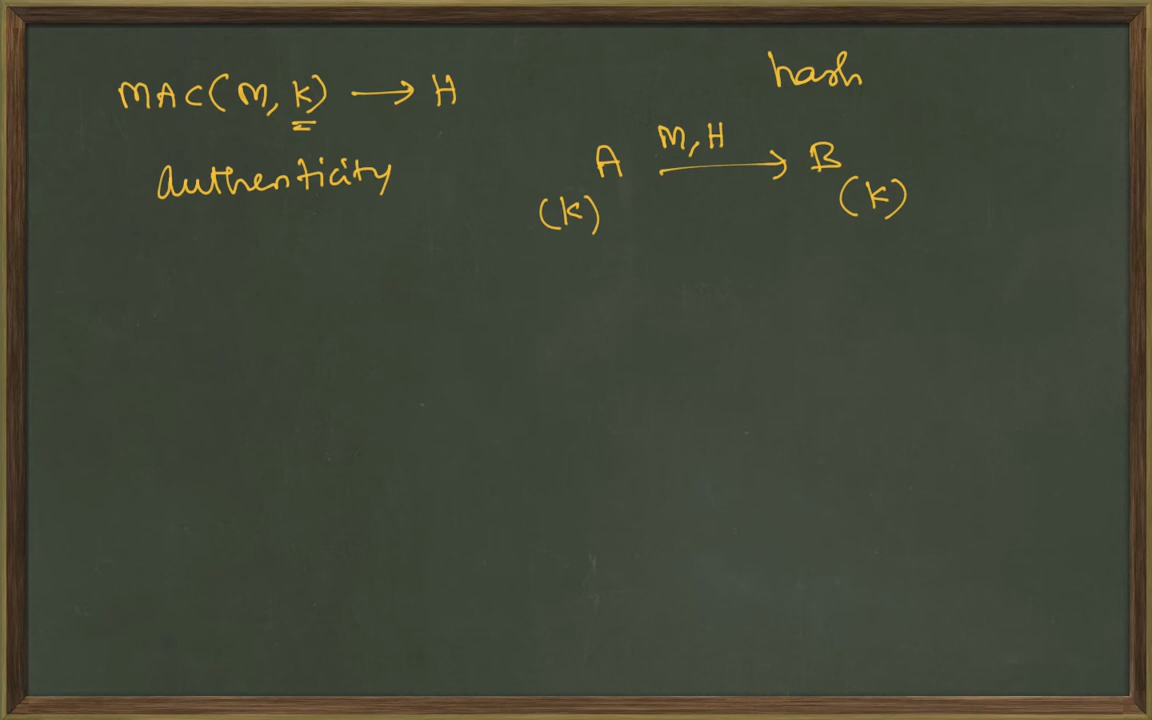 MAC(M, K) → H
Authenticity
hash
M, H
A → B
(K) (K)